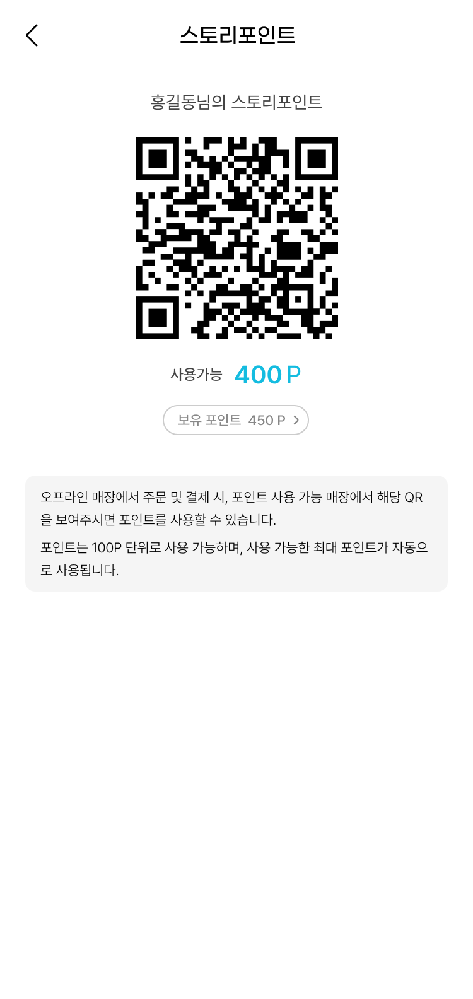 스토리포인트
홍길동님의 스토리포인트
사용가능 400 P
보유 포인트 450 P
오프라인 매장에서 주문 및 결제 시, 포인트 사용 가능 매장에서 해당 QR
을 보여주시면 포인트를 사용할 수 있습니다.
포인트는 100P 단위로 사용 가능하며, 사용 가능한 최대 포인트가 자동으
로 사용됩니다.